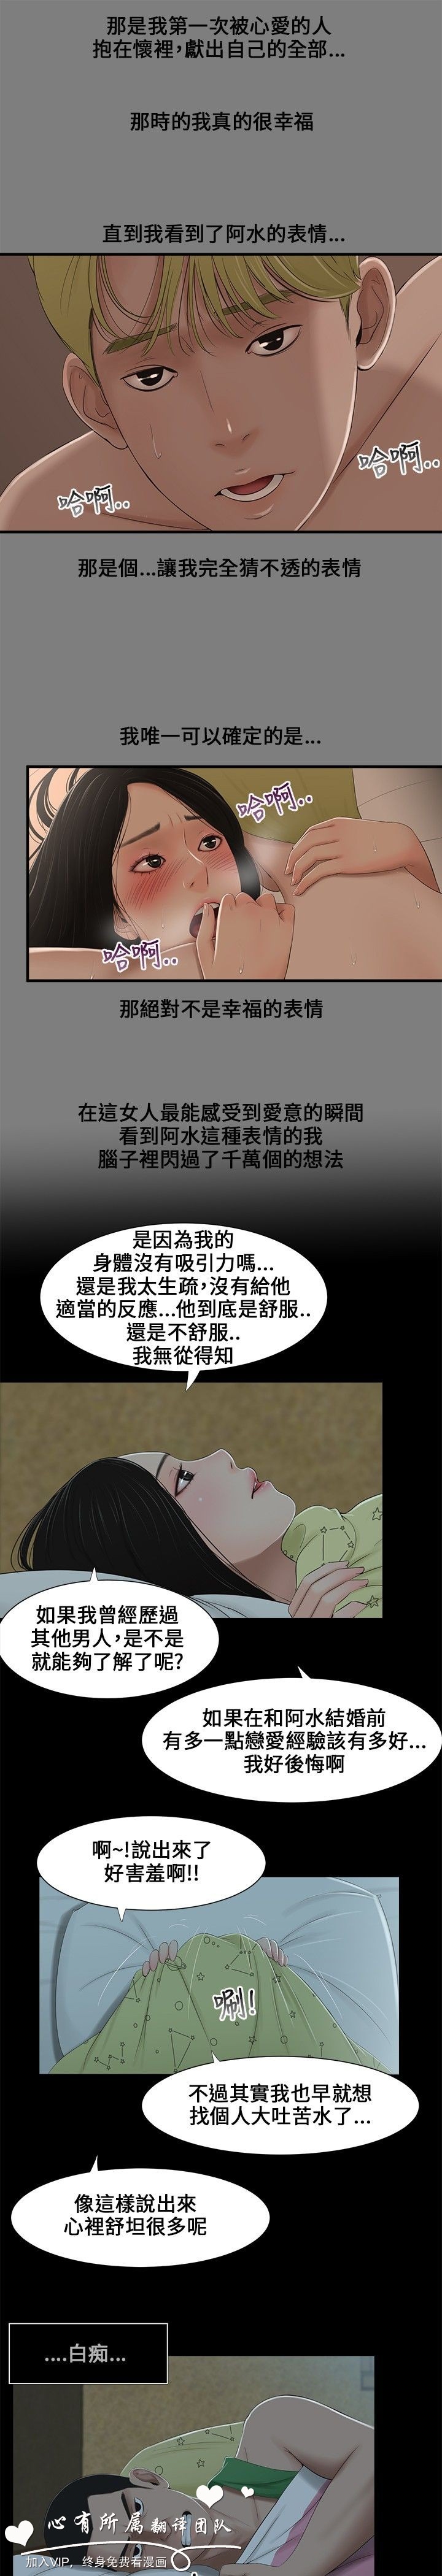 那是我第一次被心愛的人
抱在懷裡,獻出自己的全部...
那時的我真的很幸福
直到我看到了阿水的表情...
哈啊..
哈啊..
那是個...讓我完全猜不透的表情
我唯一可以確定的是...
哈啊..
哈啊..
那絕對不是幸福的表情
在這女人最能感受到愛意的瞬間
看到阿水這種表情的我
腦子裡閃過了千萬個的想法
是因為我的
身體沒有吸引力嗎...
還是我太生疏,沒有給他
適當的反應...他到底是舒服..
還是不舒服..
我無從得知
如果我曾經歷過
其他男人,是不是
就能夠了解了呢?
如果在和阿水結婚前
有多一點戀愛經驗該有多好...
我好後悔啊
啊~!說出來了
好害羞啊!!
唰!
不過其實我也早就想
找個人大吐苦水了...
像這樣說出來
心裡舒坦很多呢
....白痴...
心有所属翻译团队
加入VIP，终身免费看漫画